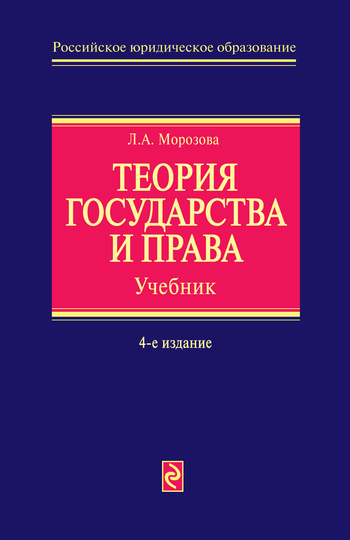 Российское юридическое образование
Л.А. Морозова
ТЕОРИЯ
ГОСУДАРСТВА
И ПРАВА
Учебник
4-е издание